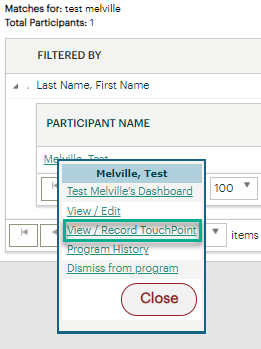 Matches for: test melville
Total Participants: 1
FILTERED BY
Last Name, First Name
PARTICIPANT NAME
Melville, Test
Melville, Test
Test Melville's Dashboard
View / Edit
View / Record TouchPoint
Program History
Dismiss from program
Close
100
items